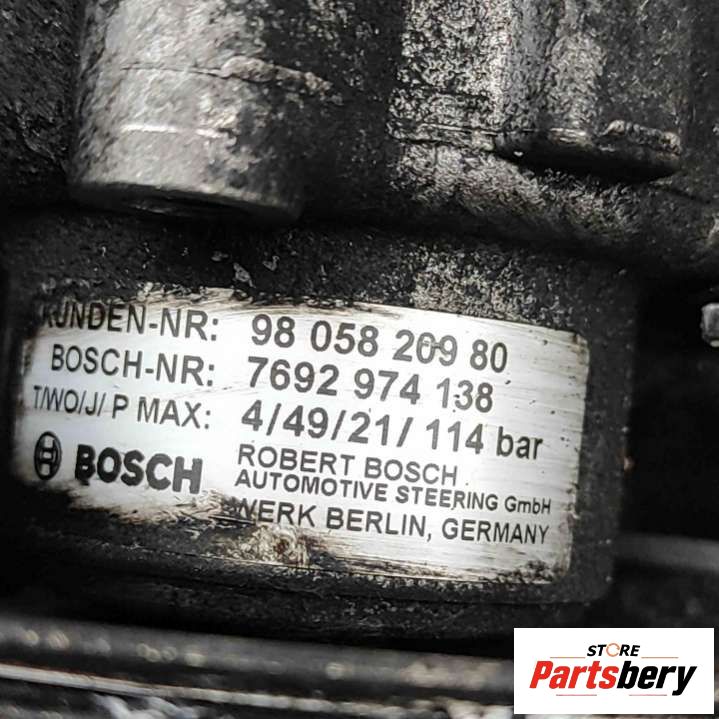 KUNDEN-NR: 98 058 209 80
BOSCH-NR: 7692 974 138
T/WO/J/ P MAX: 4/49/21/ 114 bar
BOSCH
ROBERT BOSCH
AUTOMOTIVE STEERING GmbH
WERK BERLIN, GERMANY
STORE
Partsbery